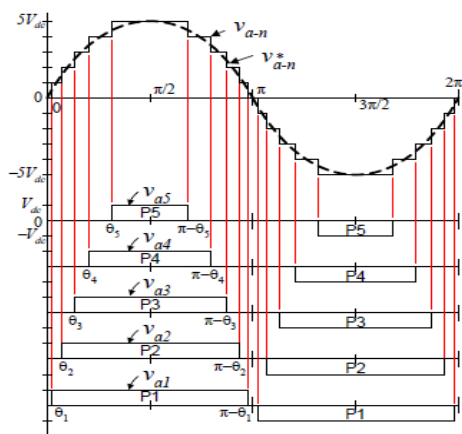 5V_dc
v_a-n
v*_a-n
0
0 π/2 π 3π/2 2π
-5V_dc
V_dc
0
-V_dc
v_a5
P5
θ5 π-θ5
P5
v_a4
P4
θ4 π-θ4
P4
v_a3
P3
θ3 π-θ3
P3
v_a2
P2
θ2 π-θ2
P2
v_a1
P1
θ1 π-θ1
P1